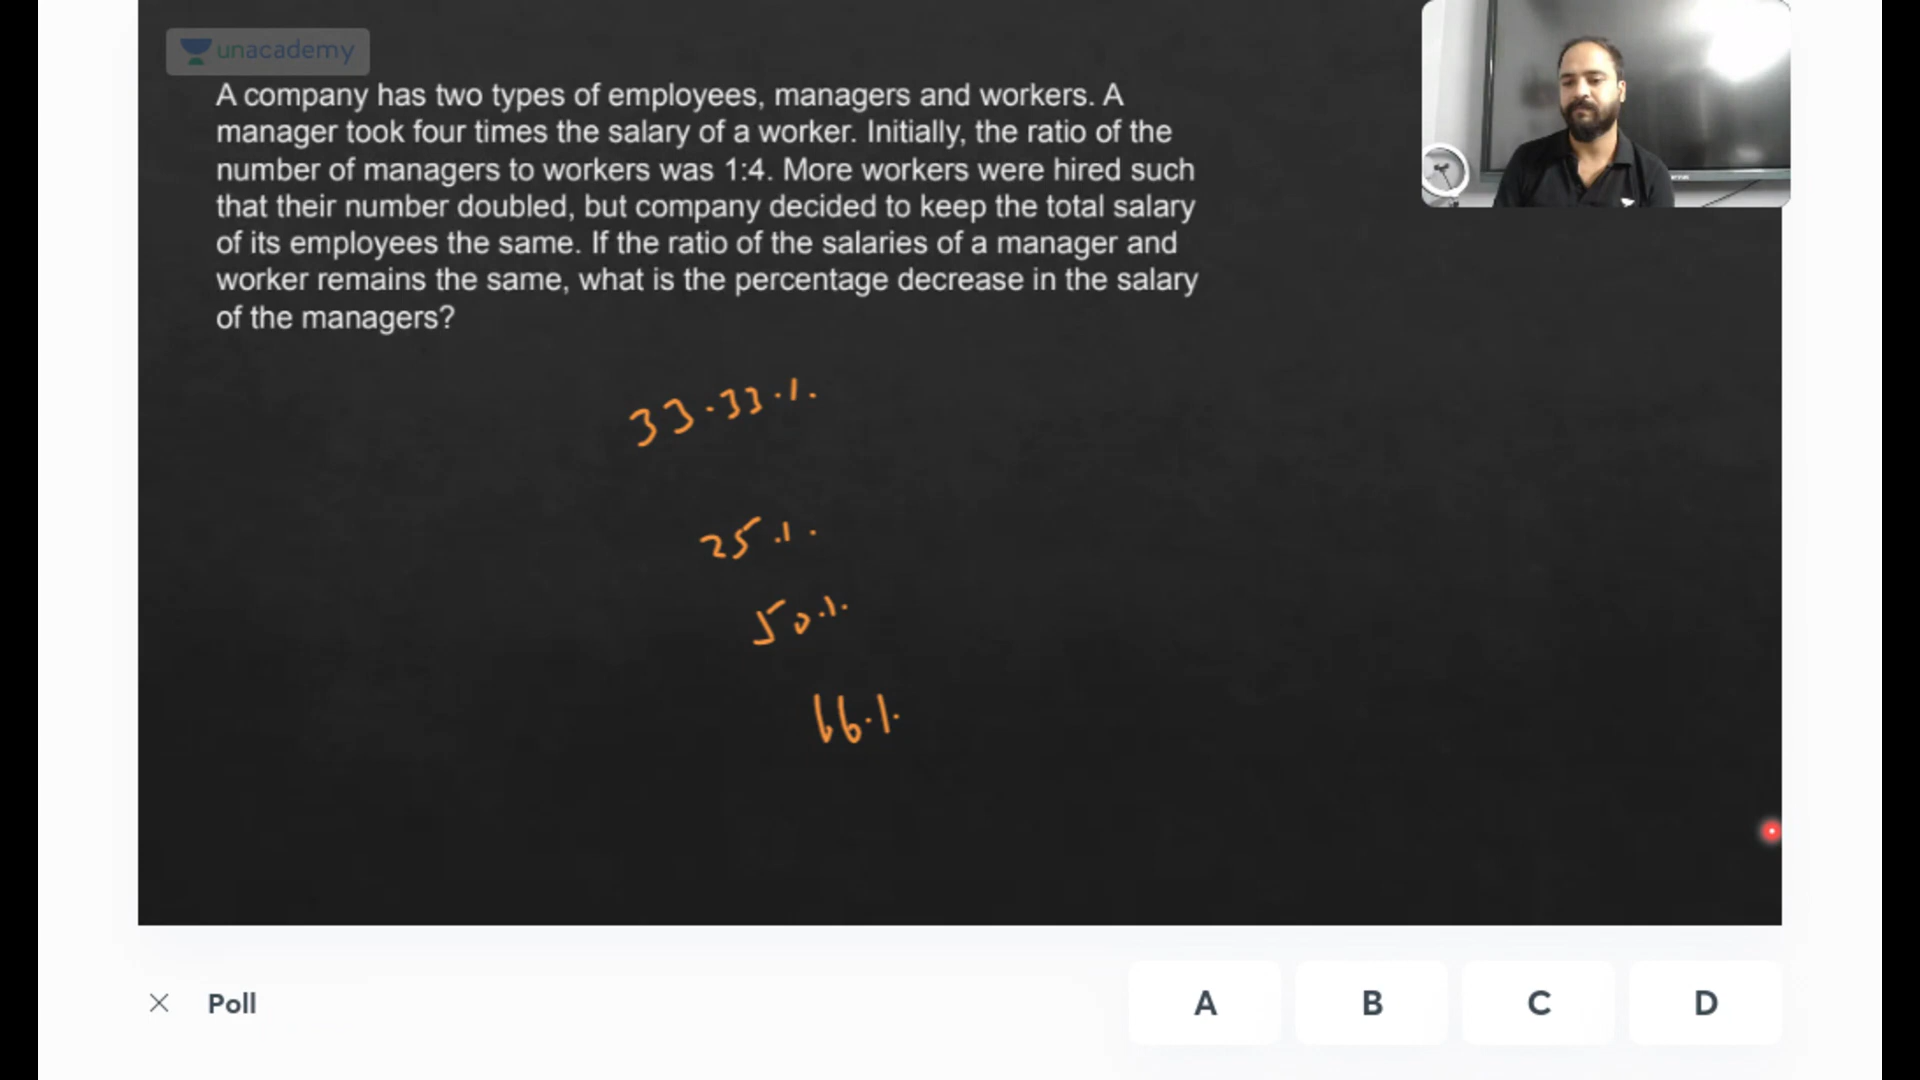 unacademy
A company has two types of employees, managers and workers. A
manager took four times the salary of a worker. Initially, the ratio of the
number of managers to workers was 1:4. More workers were hired such
that their number doubled, but company decided to keep the total salary
of its employees the same. If the ratio of the salaries of a manager and
worker remains the same, what is the percentage decrease in the salary
of the managers?
33.33%
25%
50%
66%
Poll
A
B
C
D